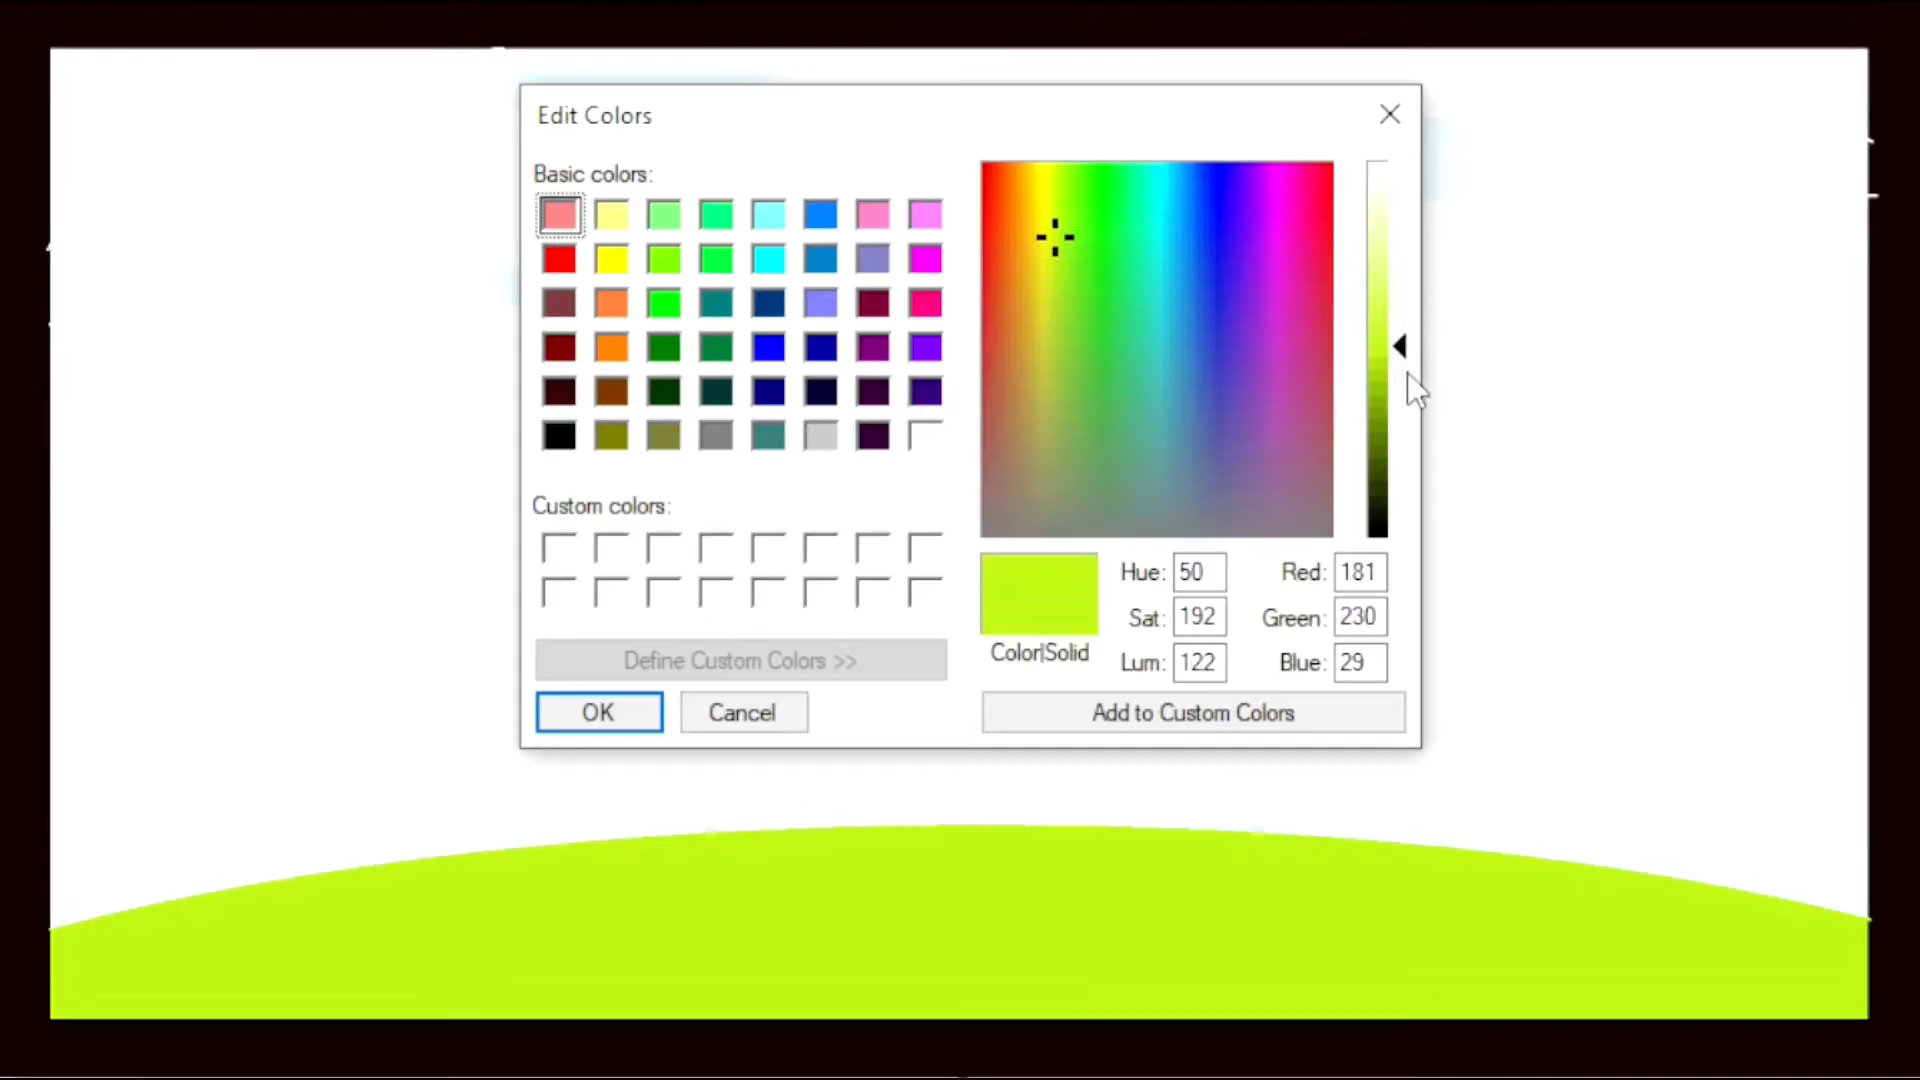 Edit Colors
Basic colors:
Custom colors:
Define Custom Colors >>
OK
Cancel
Color|Solid
Hue: 50
Sat: 192
Lum: 122
Red: 181
Green: 230
Blue: 29
Add to Custom Colors